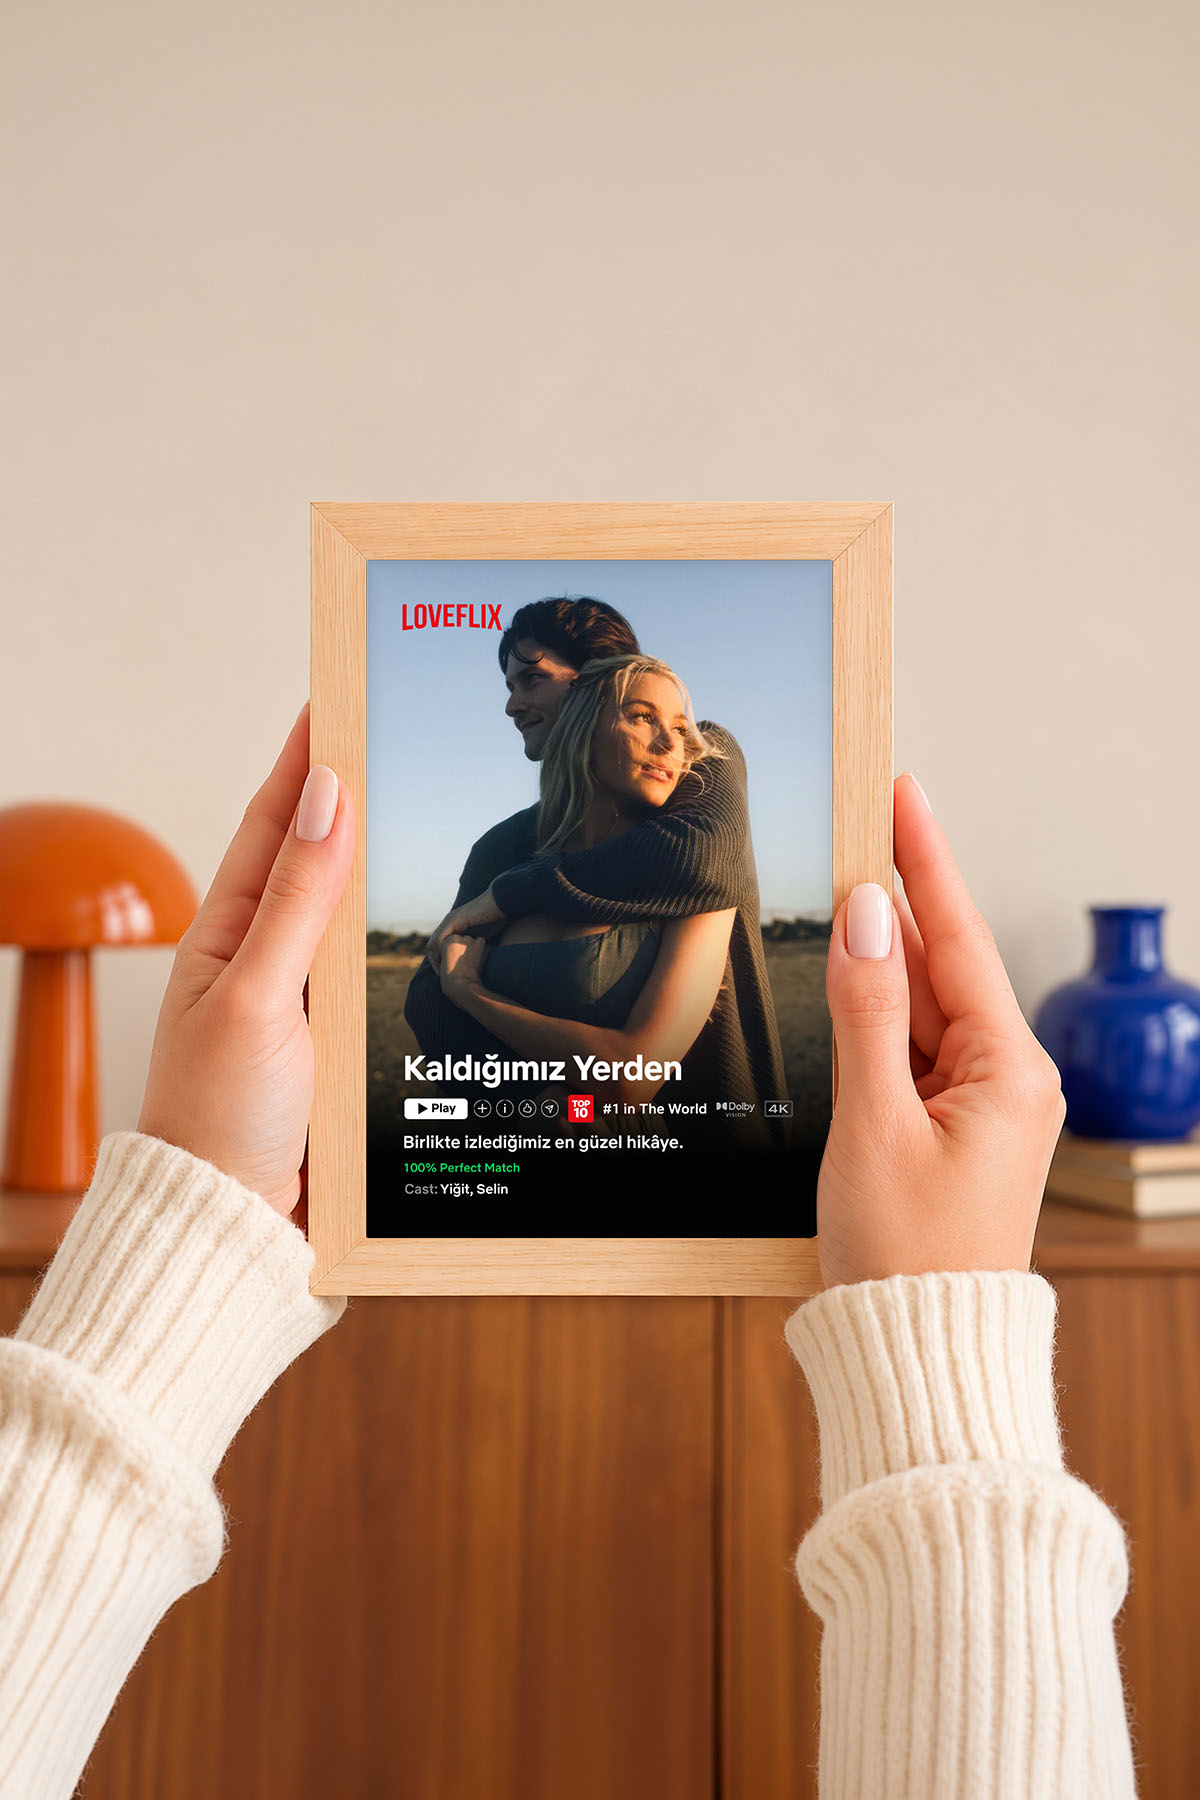 LOVEFLIX
Kaldığımız Yerden
Play TOP 10 #1 in The World Dolby VISION 4K
Birlikte izlediğimiz en güzel hikâye.
100% Perfect Match
Cast: Yiğit, Selin